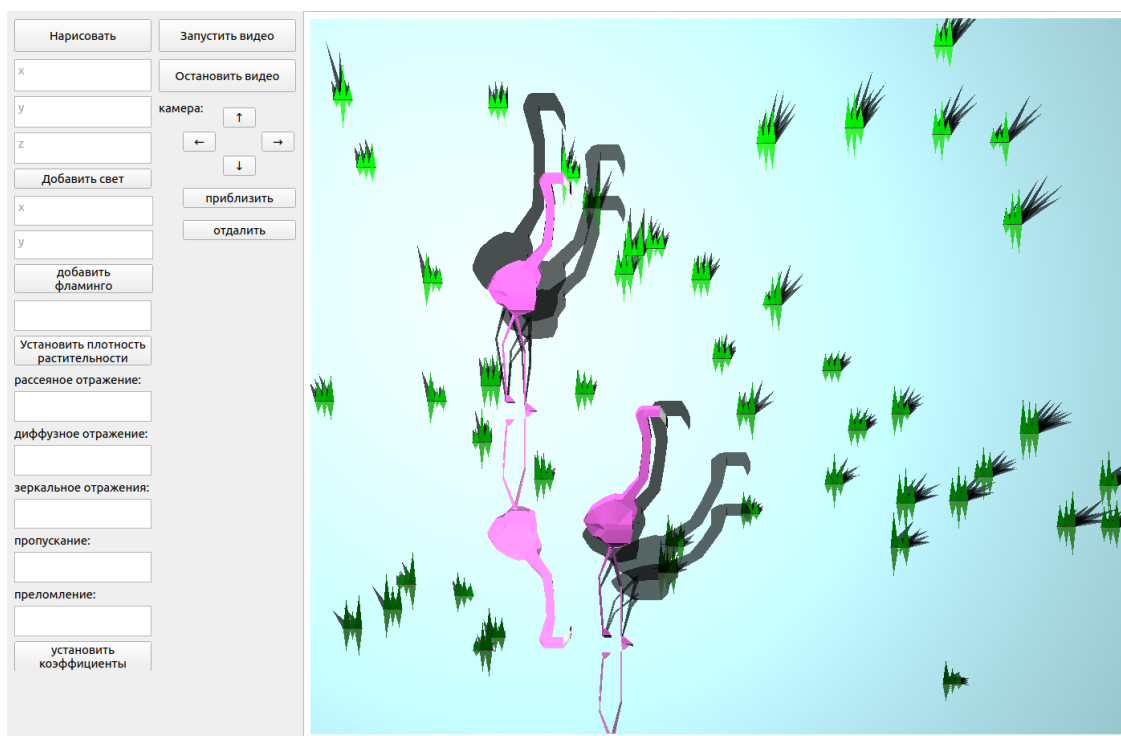 Нарисовать
x
y
z
Добавить свет
x
y
добавить
фламинго
Установить плотность
растительности
рассеяное отражение:
диффузное отражение:
зеркальное отражения:
пропускание:
преломление:
установить
коэффициенты
Запустить видео
Остановить видео
камера:
↑
← →
↓
приблизить
отдалить